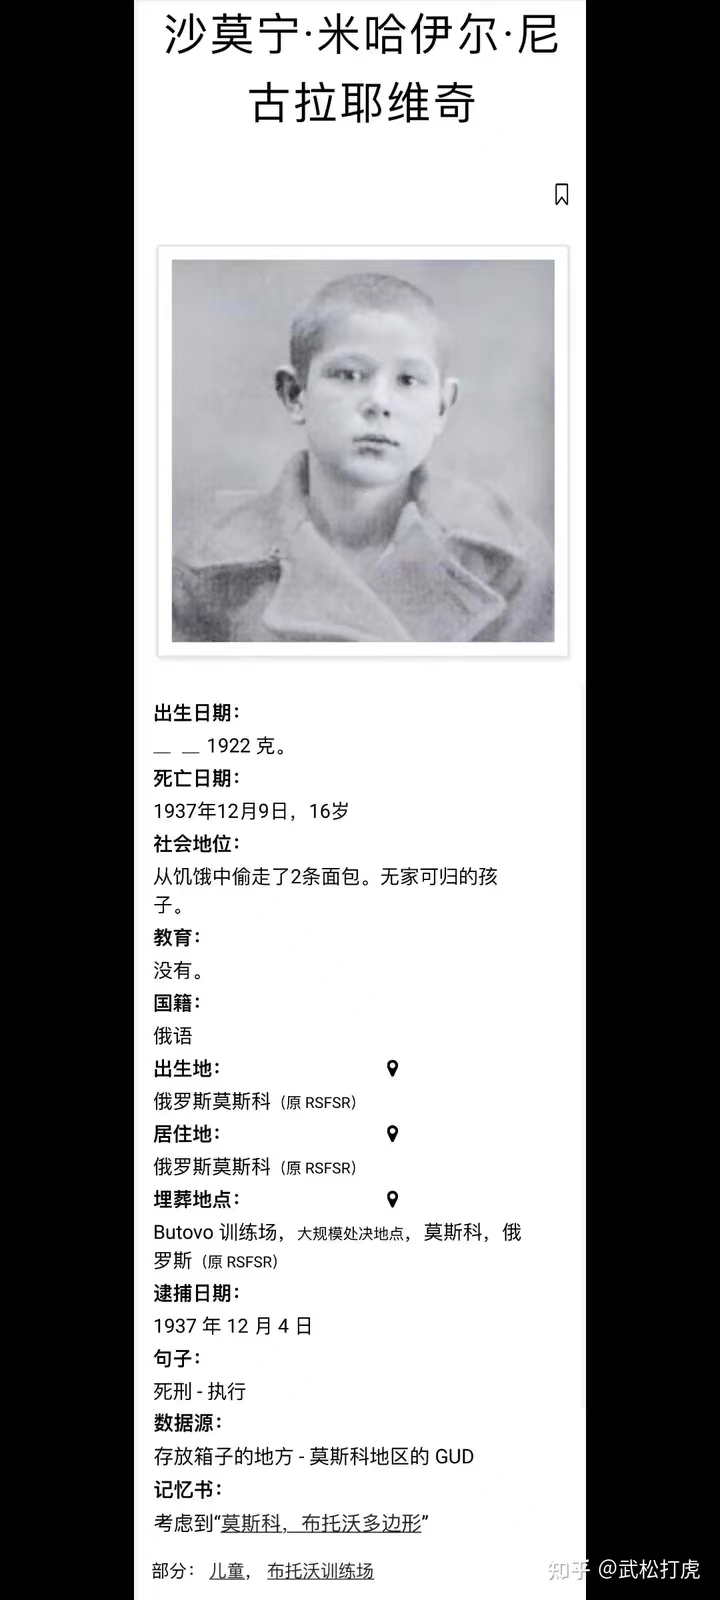 沙莫宁·米哈伊尔·尼
古拉耶维奇
出生日期：
__ __ 1922 克。
死亡日期：
1937年12月9日，16岁
社会地位：
从饥饿中偷走了2条面包。无家可归的孩
子。
教育：
没有。
国籍：
俄语
出生地：
俄罗斯莫斯科（原 RSFSR）
居住地：
俄罗斯莫斯科（原 RSFSR）
埋葬地点：
Butovo 训练场，大规模处决地点，莫斯科，俄
罗斯（原 RSFSR）
逮捕日期：
1937 年 12 月 4 日
句子：
死刑 - 执行
数据源：
存放箱子的地方 - 莫斯科地区的 GUD
记忆书：
考虑到“莫斯科，布托沃多边形”
部分： 儿童， 布托沃训练场
知乎 @武松打虎